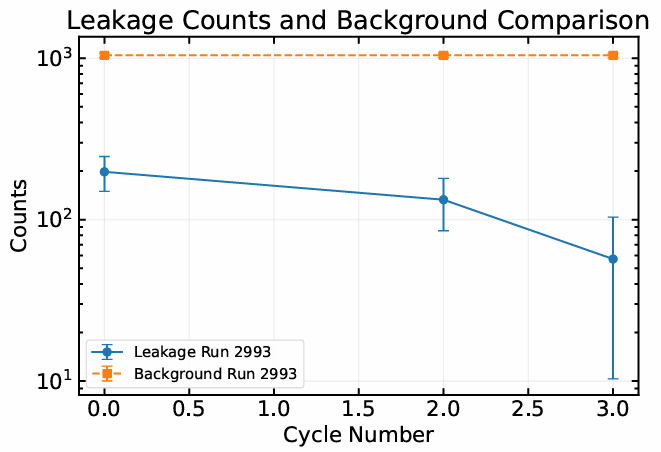 Leakage Counts and Background Comparison
10³
10²
10¹
Counts
Leakage Run 2993
Background Run 2993
0.0 0.5 1.0 1.5 2.0 2.5 3.0
Cycle Number